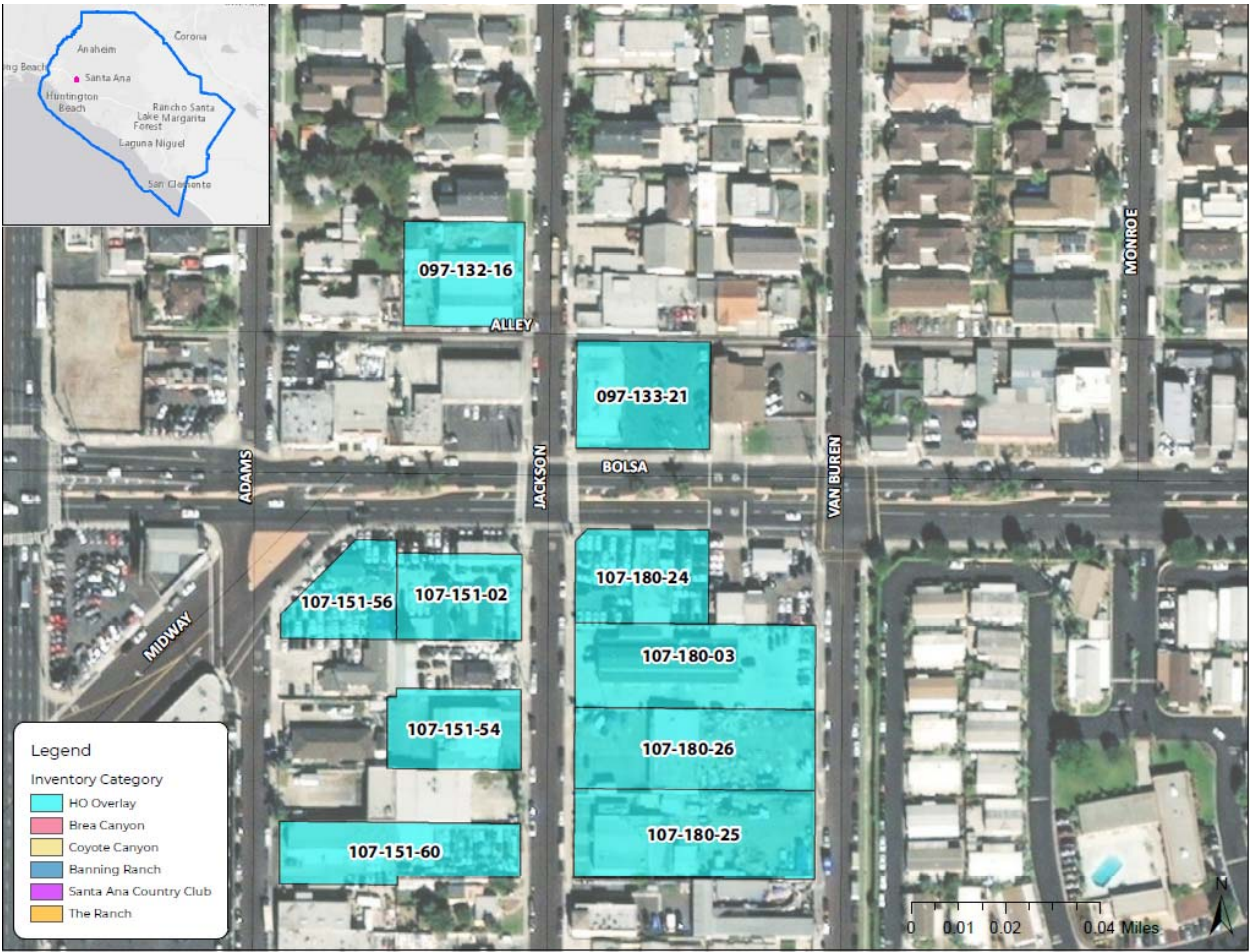 Anaheim
Corona
ong Beach
Santa Ana
Huntington
Beach
Rancho Santa
Lake Margarita
Forest
Laguna Niguel
San Clemente
097-132-16
MONROE
ALLEY
097-133-21
ADAMS
JACKSON
BOLSA
VAN BUREN
107-151-56
107-151-02
107-180-24
MIDWAY
107-180-03
107-151-54
107-180-26
107-180-25
107-151-60
Legend
Inventory Category
HO Overlay
Brea Canyon
Coyote Canyon
Banning Ranch
Santa Ana Country Club
The Ranch
N
0 0.01 0.02 0.04 Miles